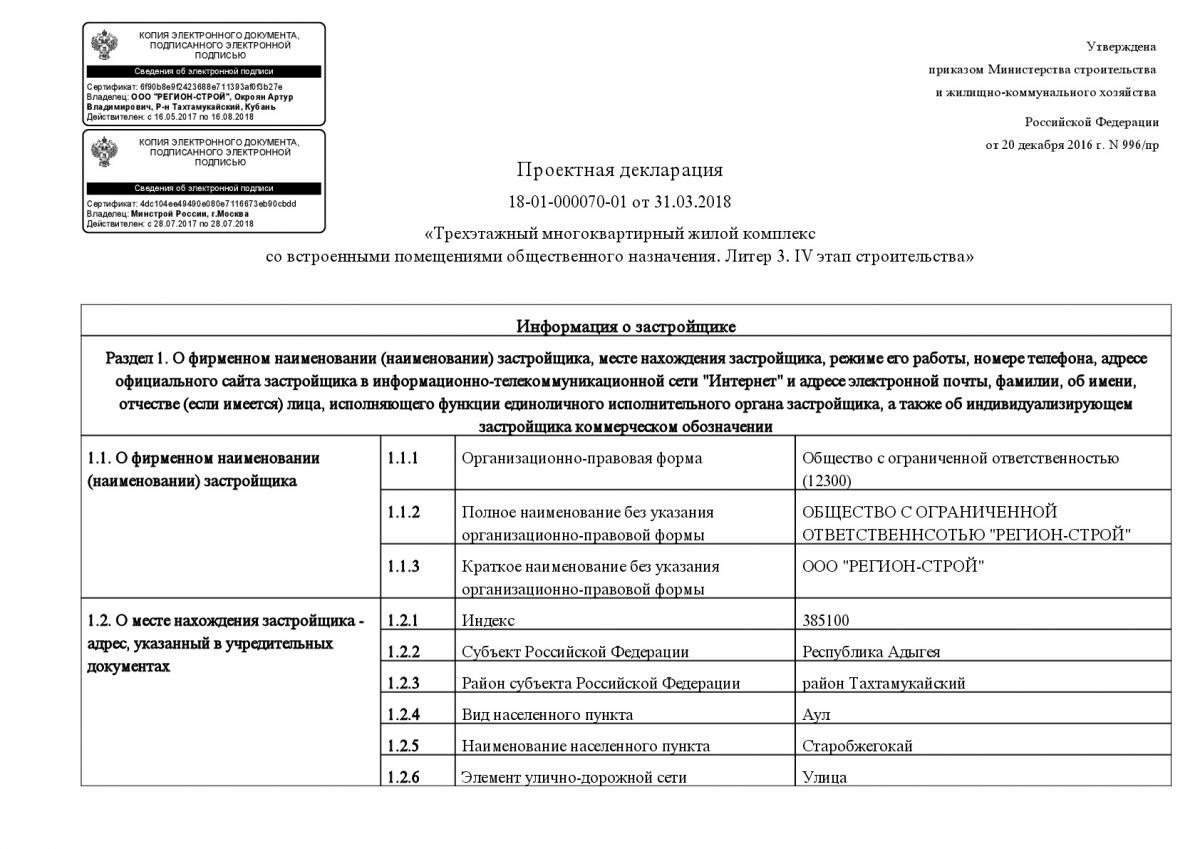 КОПИЯ ЭЛЕКТРОННОГО ДОКУМЕНТА,
ПОДПИСАННОГО ЭЛЕКТРОННОЙ
ПОДПИСЬЮ
Сведения об электронной подписи
Сертификат: 6f90b8e9f2423688e711393af0f3b27e
Владелец: ООО "РЕГИОН-СТРОЙ", Окроян Артур
Владимирович, Р-н Тахтамукайский, Кубань
Действителен: с 16.05.2017 по 16.08.2018
КОПИЯ ЭЛЕКТРОННОГО ДОКУМЕНТА,
ПОДПИСАННОГО ЭЛЕКТРОННОЙ
ПОДПИСЬЮ
Сведения об электронной подписи
Сертификат: 4dc104ee49490e080e7116673eb90cbdd
Владелец: Минстрой России, г.Москва
Действителен: с 28.07.2017 по 28.07.2018
Утверждена
приказом Министерства строительства
и жилищно-коммунального хозяйства
Российской Федерации
от 20 декабря 2016 г. N 996/пр
Проектная декларация
18-01-000070-01 от 31.03.2018
«Трехэтажный многоквартирный жилой комплекс
со встроенными помещениями общественного назначения. Литер 3. IV этап строительства»
Информация о застройщике
Раздел 1. О фирменном наименовании (наименовании) застройщика, месте нахождения застройщика, режиме его работы, номере телефона, адресе
официального сайта застройщика в информационно-телекоммуникационной сети "Интернет" и адресе электронной почты, фамилии, об имени,
отчестве (если имеется) лица, исполняющего функции единоличного исполнительного органа застройщика, а также об индивидуализирующем
застройщика коммерческом обозначении
1.1. О фирменном наименовании
(наименовании) застройщика
1.1.1
Организационно-правовая форма
Общество с ограниченной ответственностью
(12300)
1.1.2
Полное наименование без указания
организационно-правовой формы
ОБЩЕСТВО С ОГРАНИЧЕННОЙ
ОТВЕТСТВЕННСОТЬЮ "РЕГИОН-СТРОЙ"
1.1.3
Краткое наименование без указания
организационно-правовой формы
ООО "РЕГИОН-СТРОЙ"
1.2. О месте нахождения застройщика -
адрес, указанный в учредительных
документах
1.2.1
Индекс
385100
1.2.2
Субъект Российской Федерации
Республика Адыгея
1.2.3
Район субъекта Российской Федерации
район Тахтамукайский
1.2.4
Вид населенного пункта
Аул
1.2.5
Наименование населенного пункта
Старобжегокай
1.2.6
Элемент улично-дорожной сети
Улица